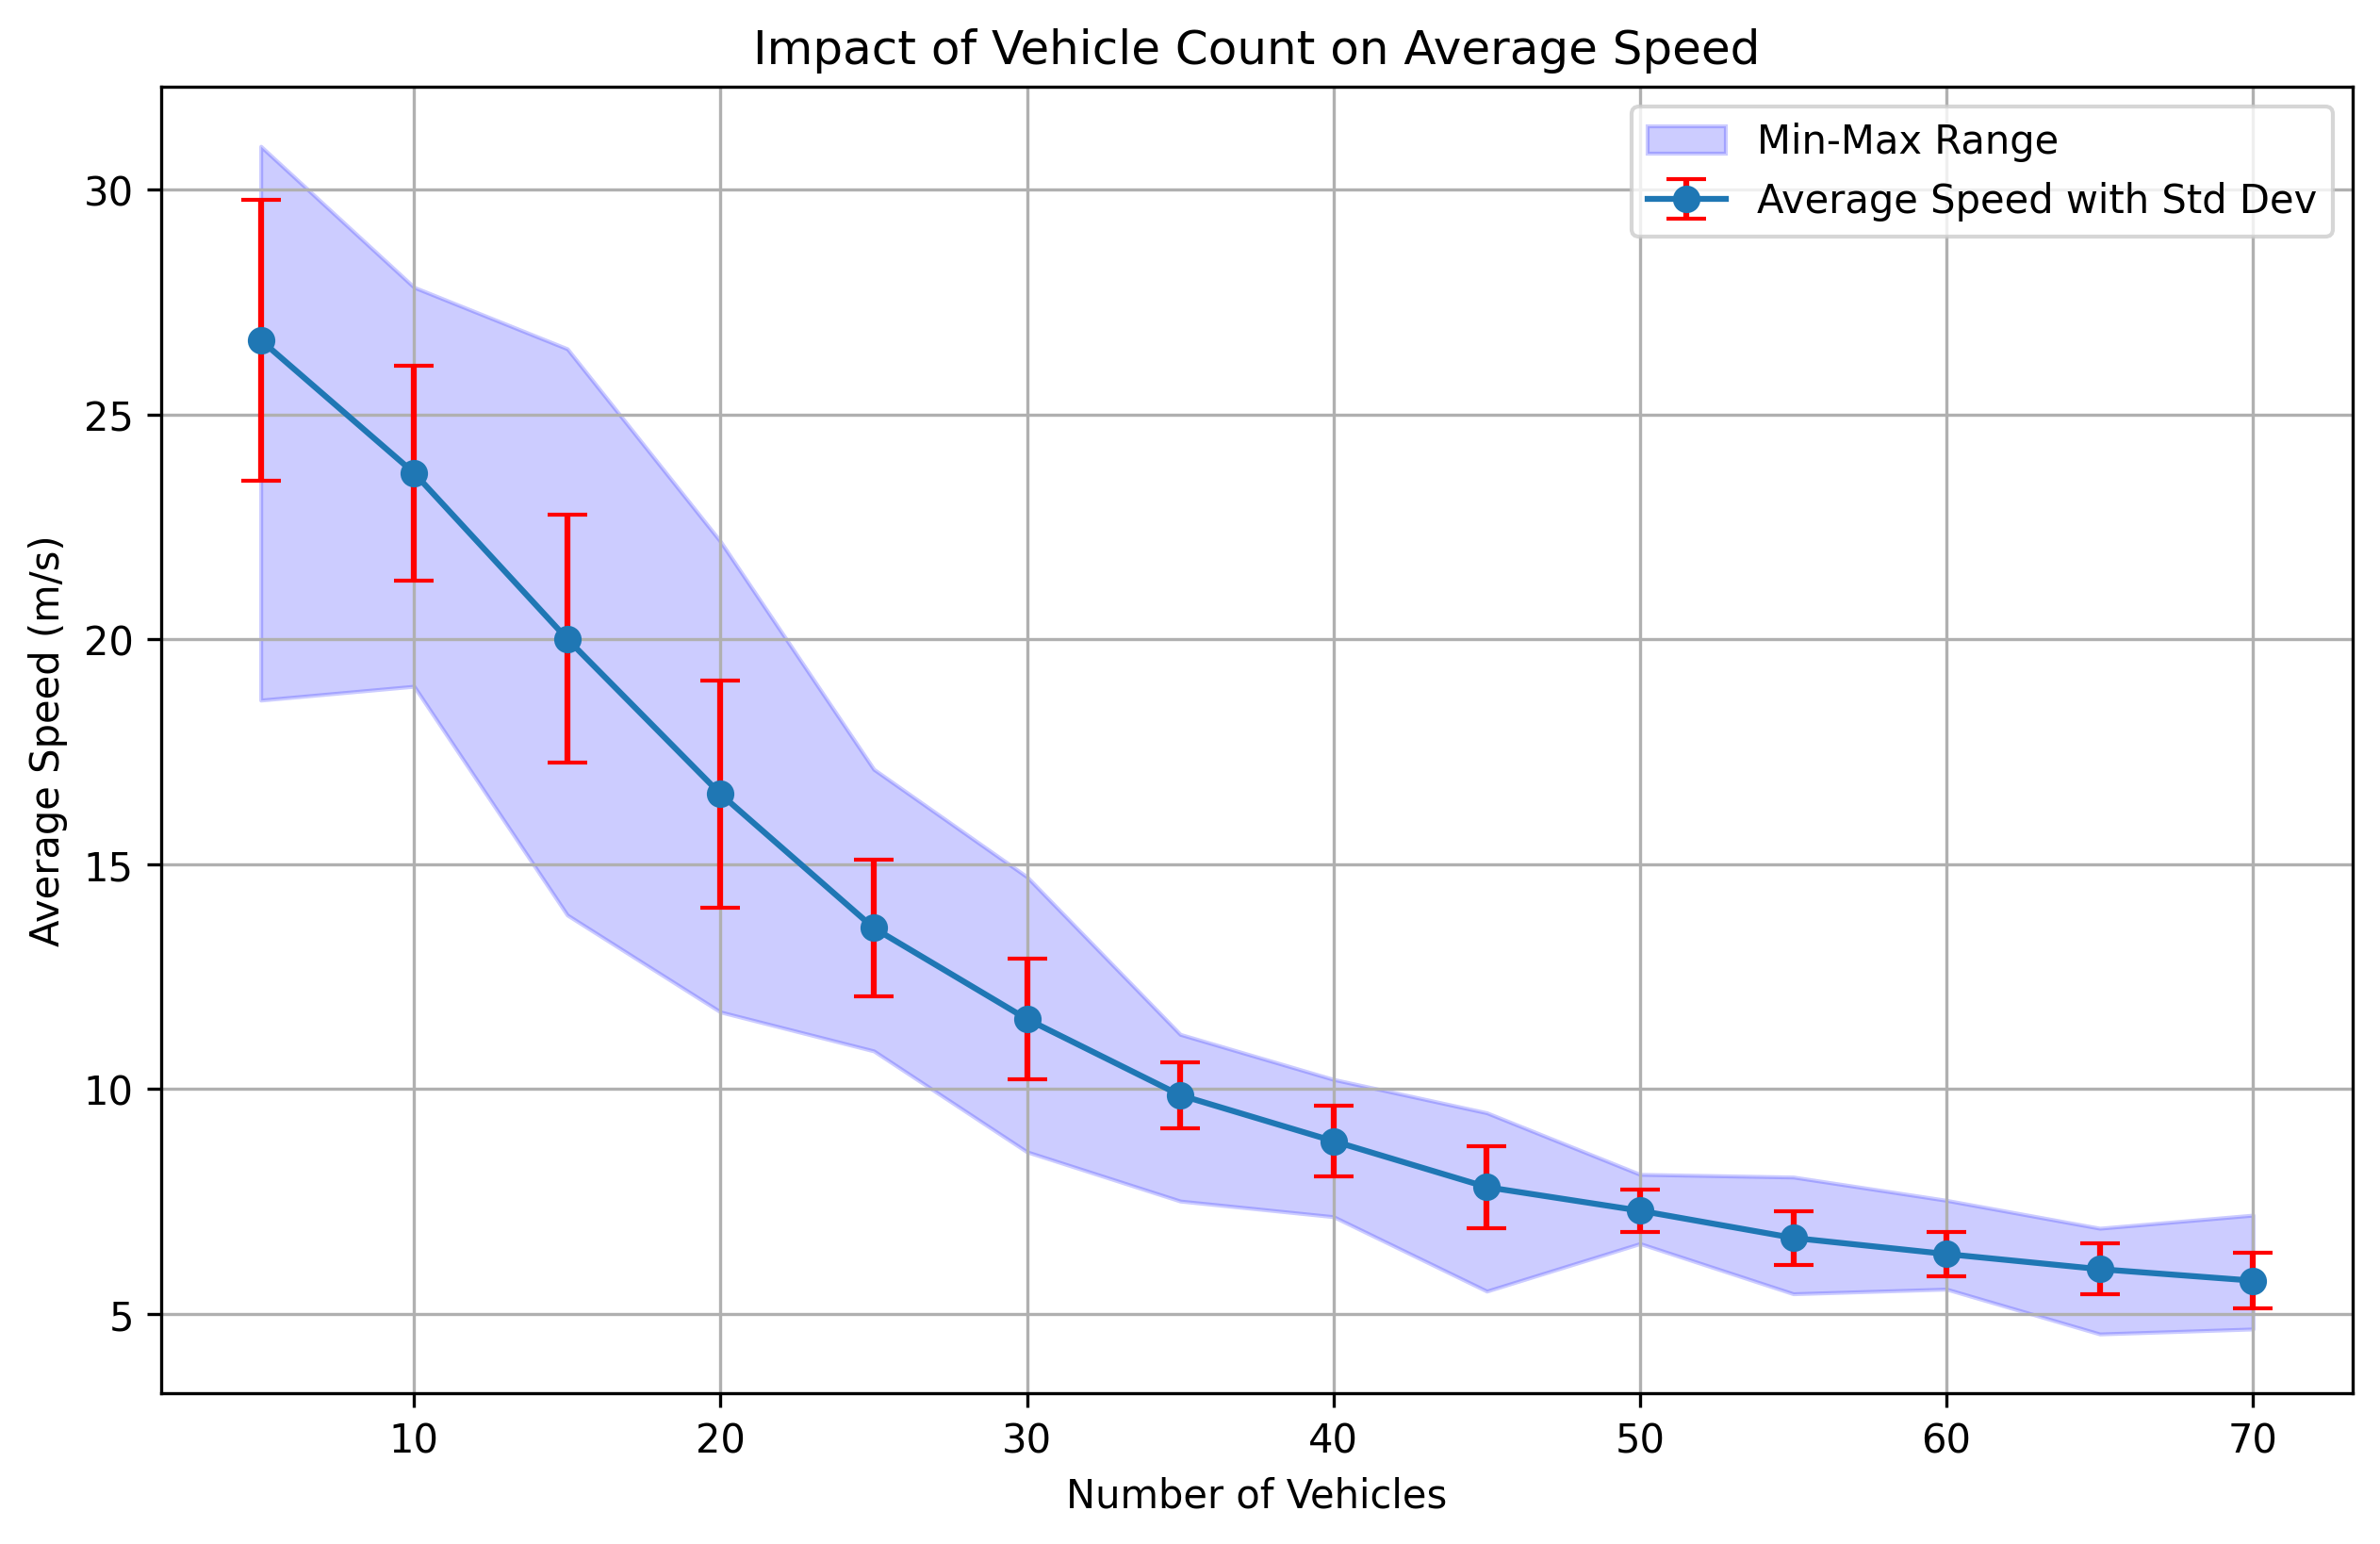 Impact of Vehicle Count on Average Speed
Min-Max Range
Average Speed with Std Dev
Average Speed (m/s)
30
25
20
15
10
5
10 20 30 40 50 60 70
Number of Vehicles